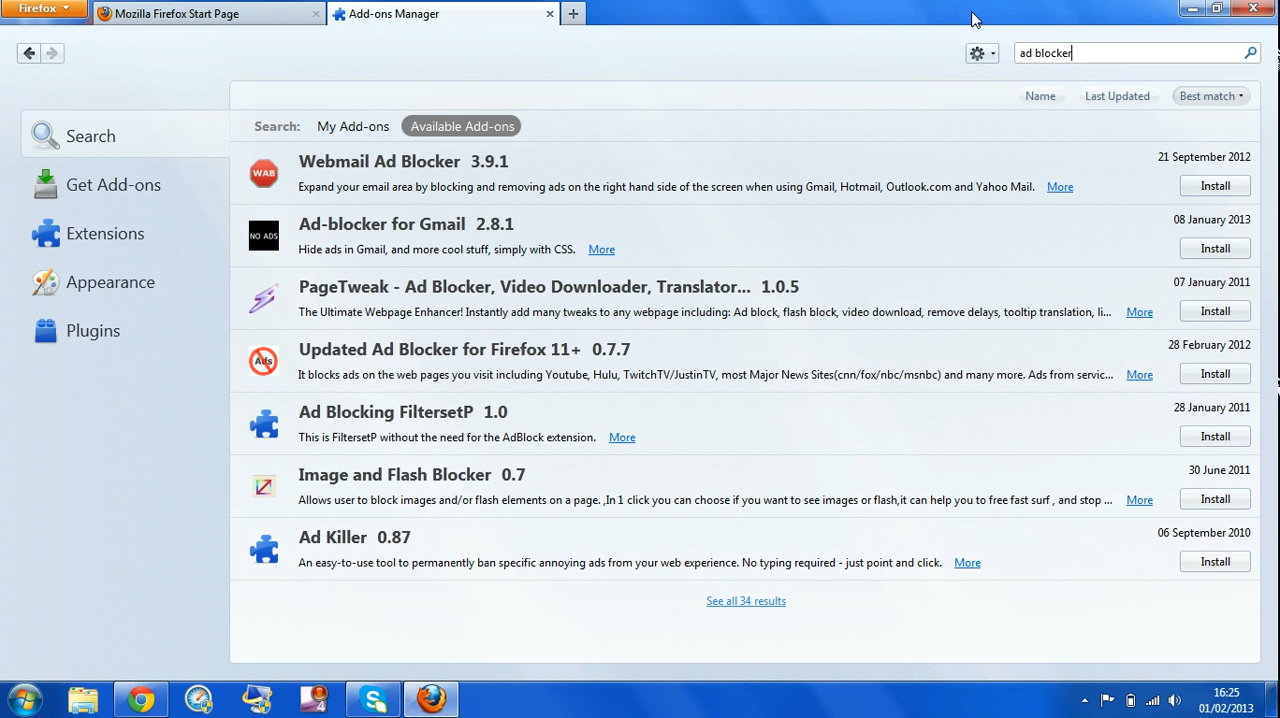 Firefox
Mozilla Firefox Start Page
Add-ons Manager
ad blocker
Name
Last Updated
Best match
Search
Get Add-ons
Extensions
Appearance
Plugins
Search:
My Add-ons
Available Add-ons
WAB
Webmail Ad Blocker 3.9.1
21 September 2012
Expand your email area by blocking and removing ads on the right hand side of the screen when using Gmail, Hotmail, Outlook.com and Yahoo Mail. More
Install
NO ADS
Ad-blocker for Gmail 2.8.1
08 January 2013
Hide ads in Gmail, and more cool stuff, simply with CSS. More
Install
PageTweak - Ad Blocker, Video Downloader, Translator... 1.0.5
07 January 2011
The Ultimate Webpage Enhancer! Instantly add many tweaks to any webpage including: Ad block, flash block, video download, remove delays, tooltip translation, li... More
Install
Ads
Updated Ad Blocker for Firefox 11+ 0.7.7
28 February 2012
It blocks ads on the web pages you visit including Youtube, Hulu, TwitchTV/JustinTV, most Major News Sites(cnn/fox/nbc/msnbc) and many more. Ads from servic... More
Install
Ad Blocking FiltersetP 1.0
28 January 2011
This is FiltersetP without the need for the AdBlock extension. More
Install
Image and Flash Blocker 0.7
30 June 2011
Allows user to block images and/or flash elements on a page. ,In 1 click you can choose if you want to see images or flash,it can help you to free fast surf , and stop ... More
Install
Ad Killer 0.87
06 September 2010
An easy-to-use tool to permanently ban specific annoying ads from your web experience. No typing required - just point and click. More
Install
See all 34 results
4
16:25
01/02/2013